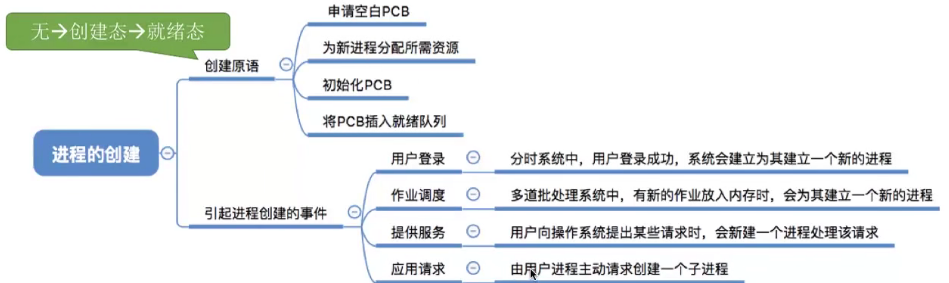 无→创建态→就绪态
申请空白PCB
为新进程分配所需资源
创建原语
初始化PCB
将PCB插入就绪队列
进程的创建
用户登录
分时系统中，用户登录成功，系统会建立为其建立一个新的进程
作业调度
多道批处理系统中，有新的作业放入内存时，会为其建立一个新的进程
引起进程创建的事件
提供服务
用户向操作系统提出某些请求时，会新建一个进程处理该请求
应用请求
由用户进程主动请求创建一个子进程